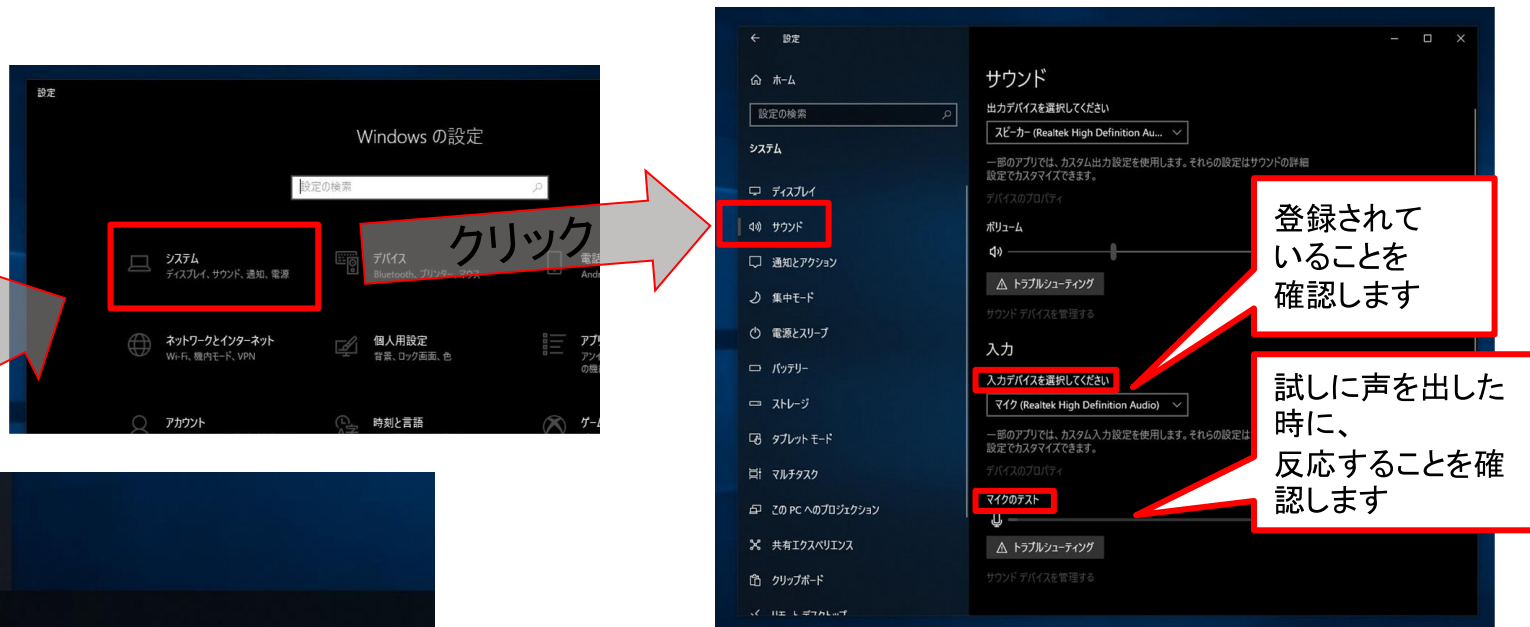 設定
Windows の設定
設定の検索
システム
ディスプレイ、サウンド、通知、電源
デバイス
Bluetooth、プリンター、マウス
ネットワークとインターネット
Wi-Fi、機内モード、VPN
個人用設定
背景、ロック画面、色
アカウント
時刻と言語
クリック
設定
ホーム
設定の検索
システム
ディスプレイ
サウンド
通知とアクション
集中モード
電源とスリープ
バッテリー
ストレージ
タブレット モード
マルチタスク
この PC へのプロジェクション
共有エクスペリエンス
クリップボード
リモート デスクトップ
サウンド
出力デバイスを選択してください
スピーカー (Realtek High Definition Au...
一部のアプリでは、カスタム出力設定を使用します。それらの設定はサウンドの詳細
設定でカスタマイズできます。
デバイスのプロパティ
ボリューム
トラブルシューティング
サウンド デバイスを管理する
入力
入力デバイスを選択してください
マイク (Realtek High Definition Audio)
一部のアプリでは、カスタム入力設定を使用します。それらの設定は
設定でカスタマイズできます。
デバイスのプロパティ
マイクのテスト
トラブルシューティング
サウンド デバイスを管理する
登録されて
いることを
確認します
試しに声を出した
時に、
反応することを確
認します